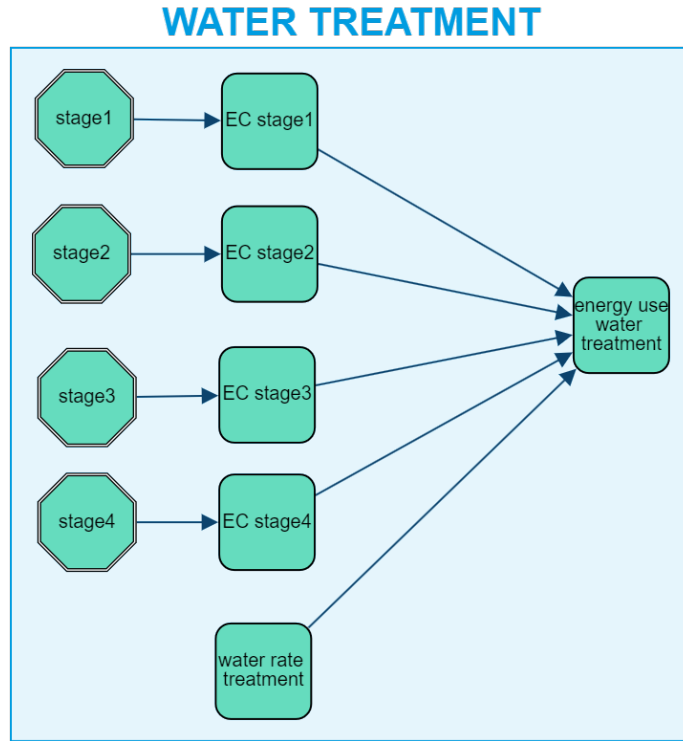 WATER TREATMENT
stage1
EC stage1
stage2
EC stage2
energy use
water
treatment
stage3
EC stage3
stage4
EC stage4
water rate
treatment